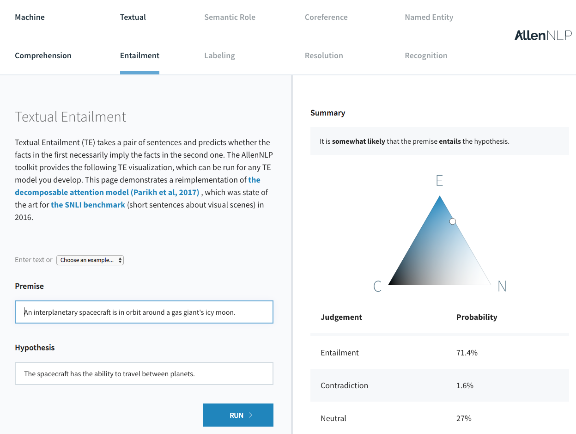 Machine Comprehension
Textual Entailment
Semantic Role Labeling
Coreference Resolution
Named Entity Recognition
AllenNLP
Textual Entailment
Textual Entailment (TE) takes a pair of sentences and predicts whether the
facts in the first necessarily imply the facts in the second one. The AllenNLP
toolkit provides the following TE visualization, which can be run for any TE
model you develop. This page demonstrates a reimplementation of the
decomposable attention model (Parikh et al, 2017) , which was state of
the art for the SNLI benchmark (short sentences about visual scenes) in
2016.
Enter text or Choose an example...
Premise
An interplanetary spacecraft is in orbit around a gas giant's icy moon.
Hypothesis
The spacecraft has the ability to travel between planets.
RUN
Summary
It is somewhat likely that the premise entails the hypothesis.
E
C
N
Judgement Probability
Entailment 71.4%
Contradiction 1.6%
Neutral 27%